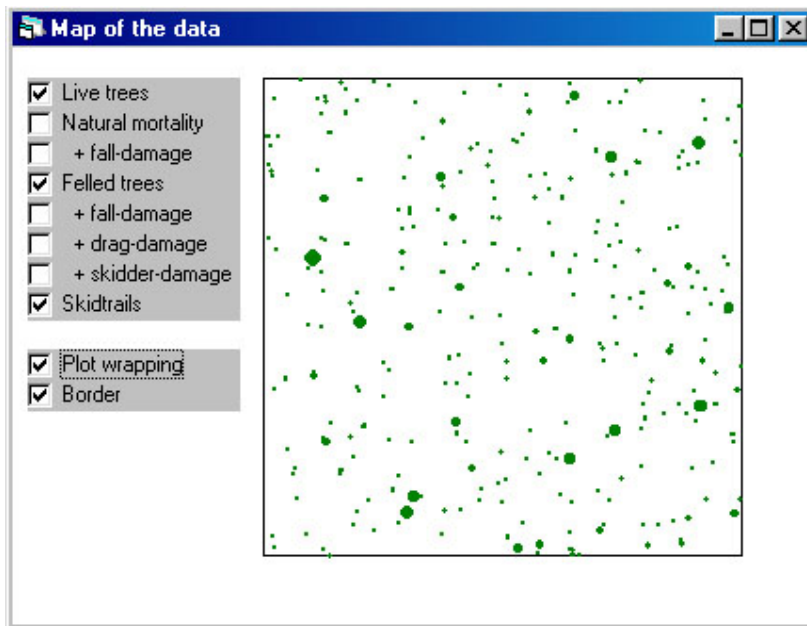 Map of the data
Live trees
Natural mortality
+ fall-damage
Felled trees
+ fall-damage
+ drag-damage
+ skidder-damage
Skidtrails
Plot wrapping
Border